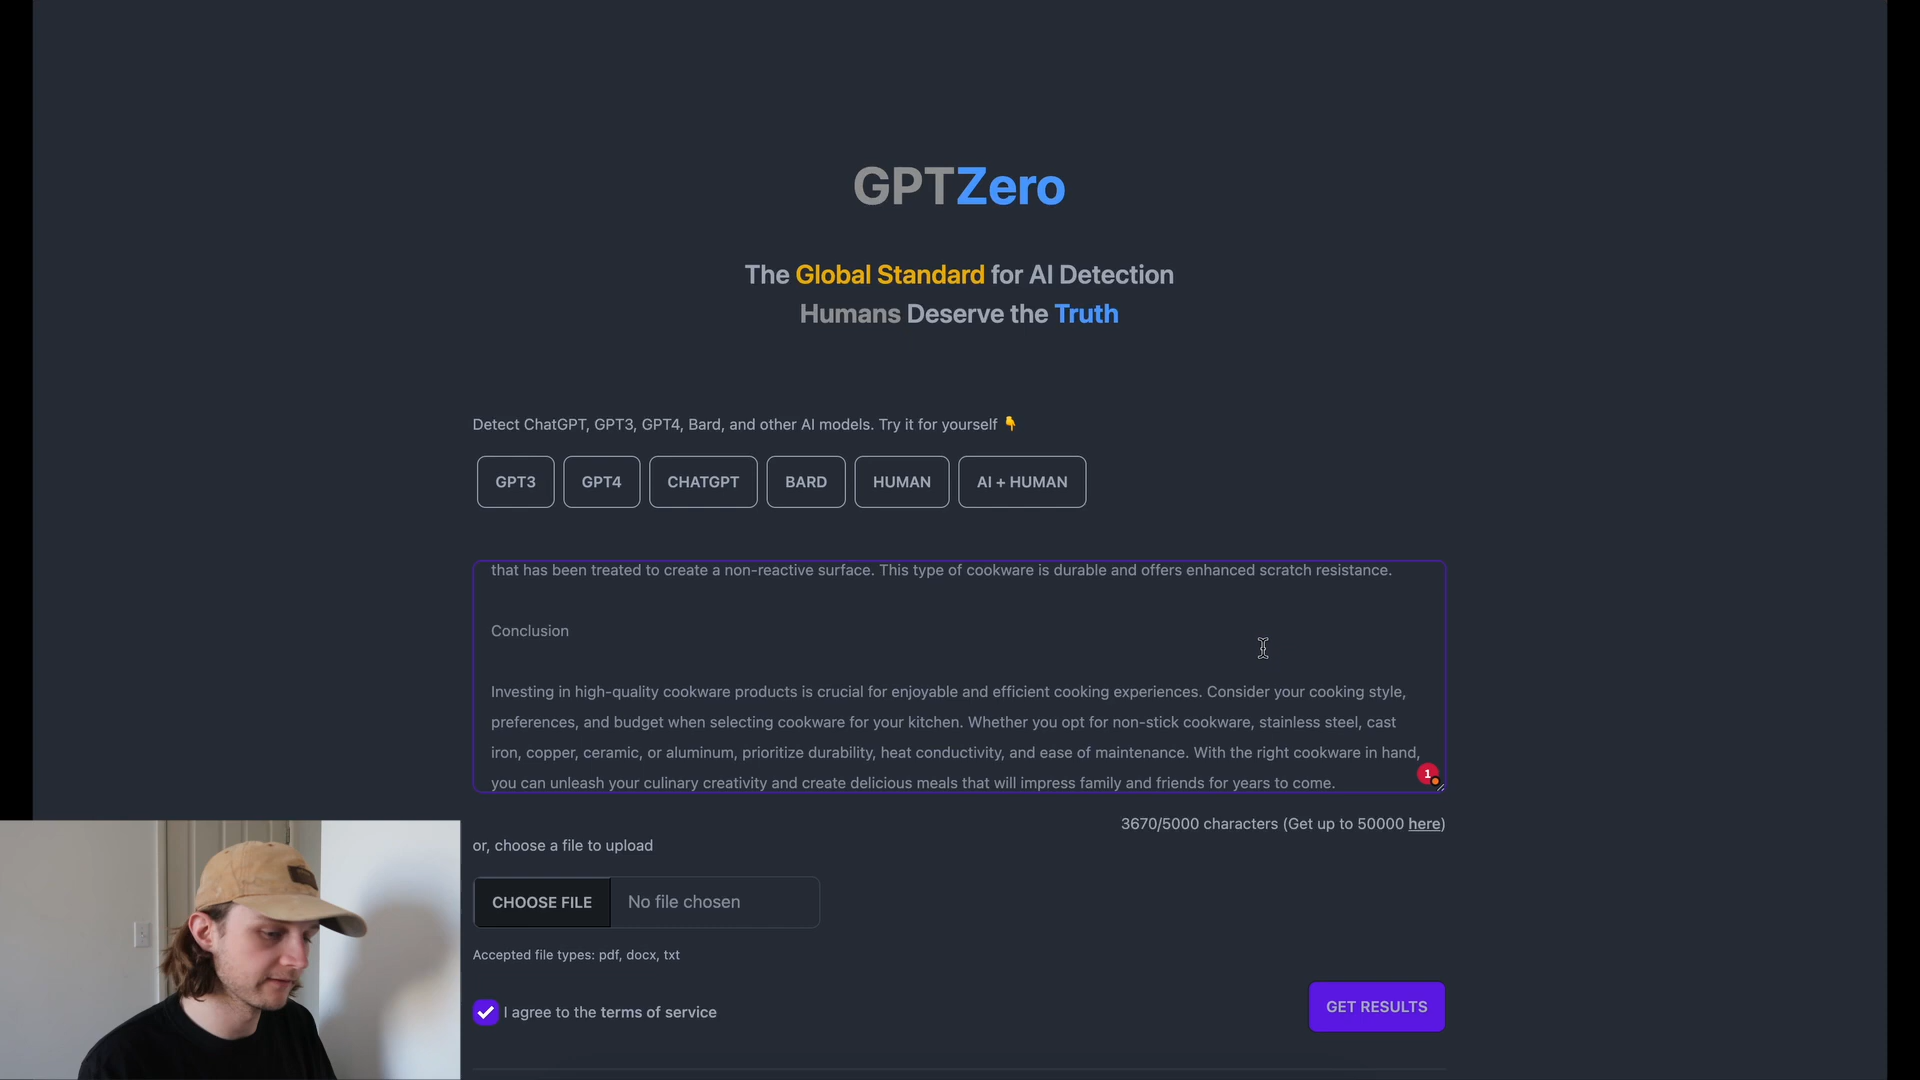 GPTZero
The Global Standard for AI Detection
Humans Deserve the Truth
Detect ChatGPT, GPT3, GPT4, Bard, and other AI models. Try it for yourself 👇
GPT3 GPT4 CHATGPT BARD HUMAN AI + HUMAN
that has been treated to create a non-reactive surface. This type of cookware is durable and offers enhanced scratch resistance.
Conclusion
Investing in high-quality cookware products is crucial for enjoyable and efficient cooking experiences. Consider your cooking style,
preferences, and budget when selecting cookware for your kitchen. Whether you opt for non-stick cookware, stainless steel, cast
iron, copper, ceramic, or aluminum, prioritize durability, heat conductivity, and ease of maintenance. With the right cookware in hand,
you can unleash your culinary creativity and create delicious meals that will impress family and friends for years to come.
1
3670/5000 characters (Get up to 50000 here)
or, choose a file to upload
CHOOSE FILE No file chosen
Accepted file types: pdf, docx, txt
I agree to the terms of service
GET RESULTS